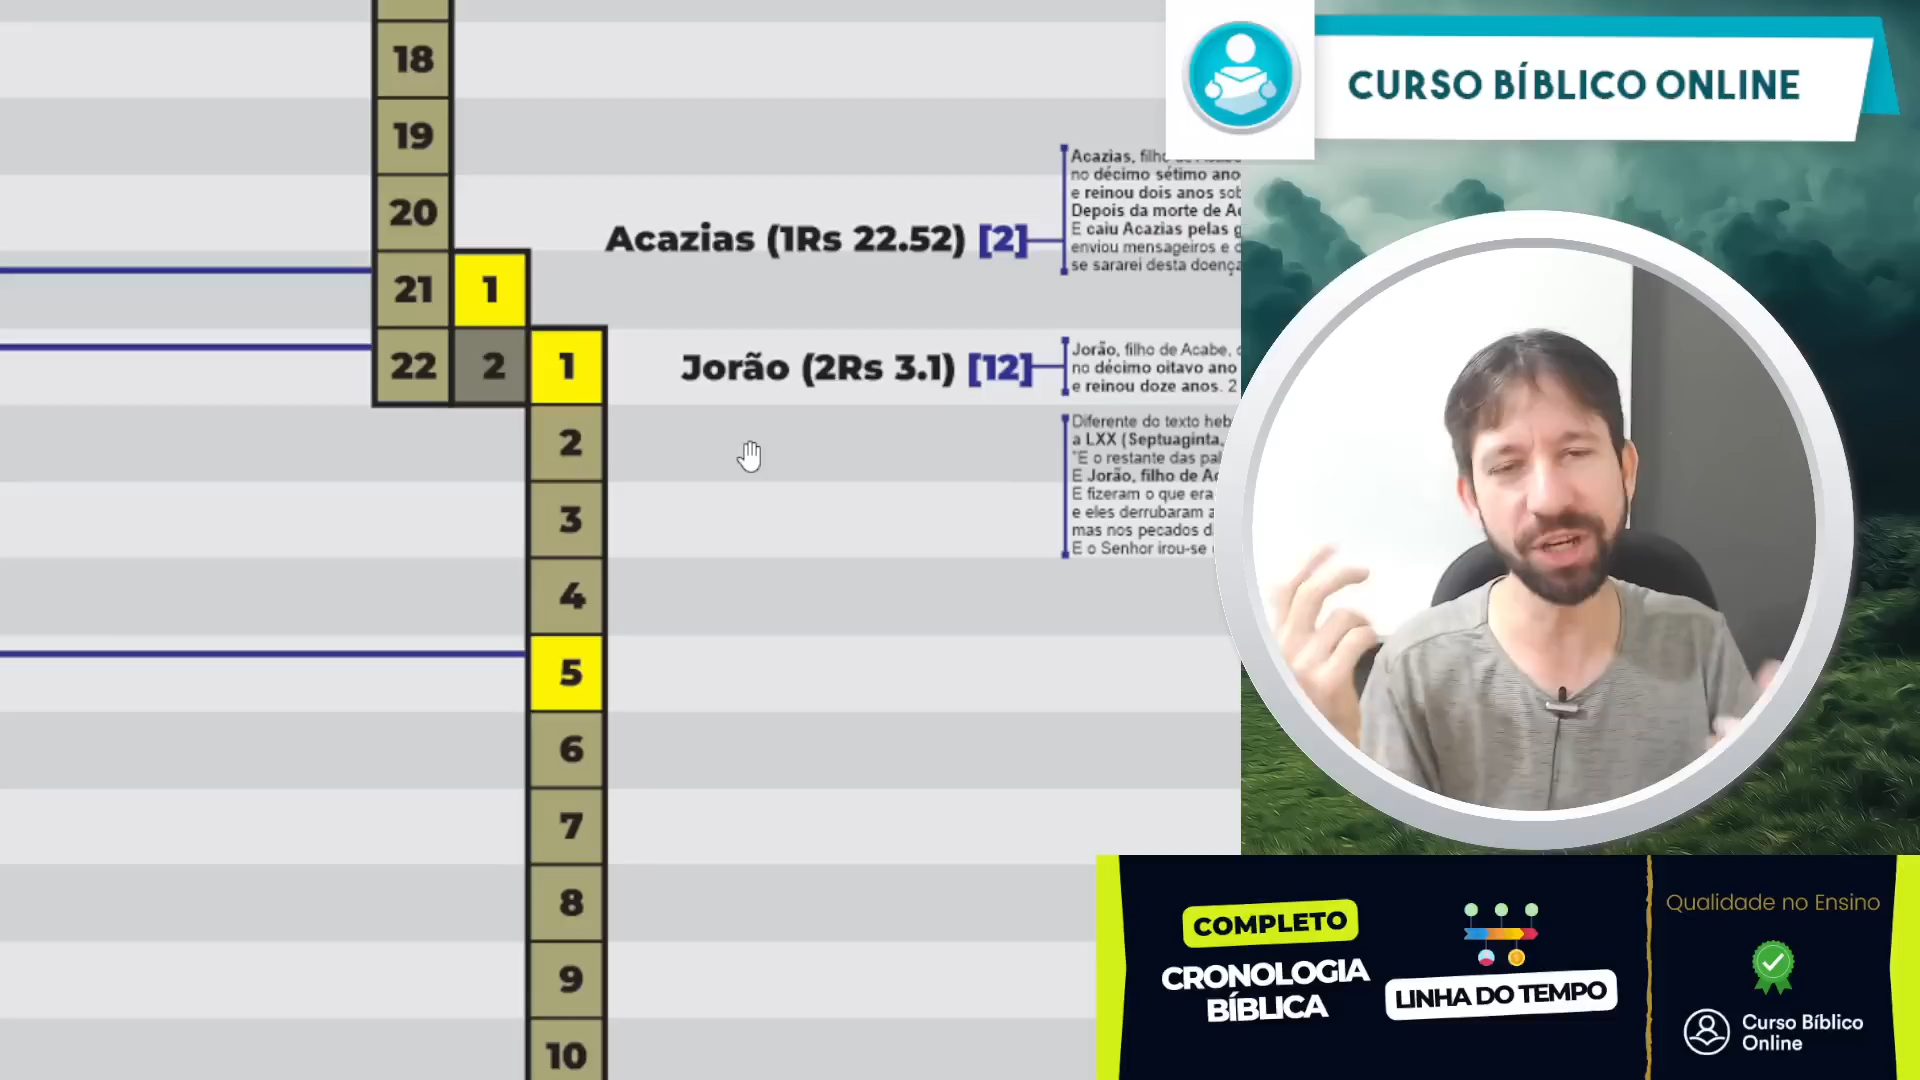 18
19
20
21 1
22 2 1
2
3
4
5
6
7
8
9
10
Acazias (1Rs 22.52) [2]
Acazias, filho de Acabe
no décimo sétimo ano
e reinou dois anos sob
Depois da morte de Ac
E caiu Acazias pelas g
enviou mensageiros e d
se sararei desta doença
Jorão (2Rs 3.1) [12]
Jorão, filho de Acabe,
no décimo oitavo ano
e reinou doze anos. 2
Diferente do texto heb
a LXX (Septuaginta,
"E o restante das pal
E Jorão, filho de Ac
E fizeram o que era
e eles derrubaram a
mas nos pecados d
E o Senhor irou-se
CURSO BÍBLICO ONLINE
COMPLETO
CRONOLOGIA
BÍBLICA
LINHA DO TEMPO
Qualidade no Ensino
Curso Bíblico
Online